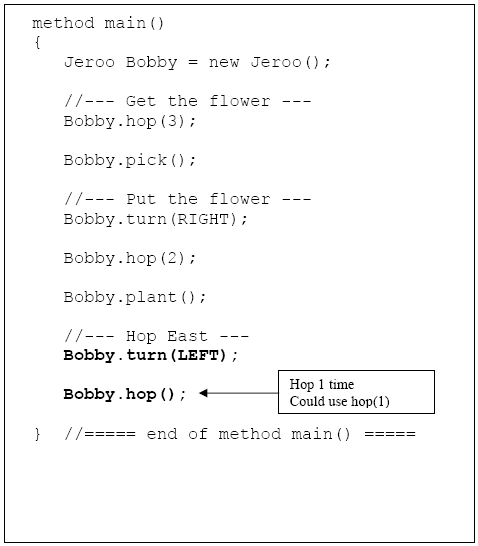 method main()
{
Jeroo Bobby = new Jeroo();
//--- Get the flower ---
Bobby.hop(3);
Bobby.pick();
//--- Put the flower ---
Bobby.turn(RIGHT);
Bobby.hop(2);
Bobby.plant();
//--- Hop East ---
Bobby.turn(LEFT);
Bobby.hop();
Hop 1 time
Could use hop(1)
} //===== end of method main() =====